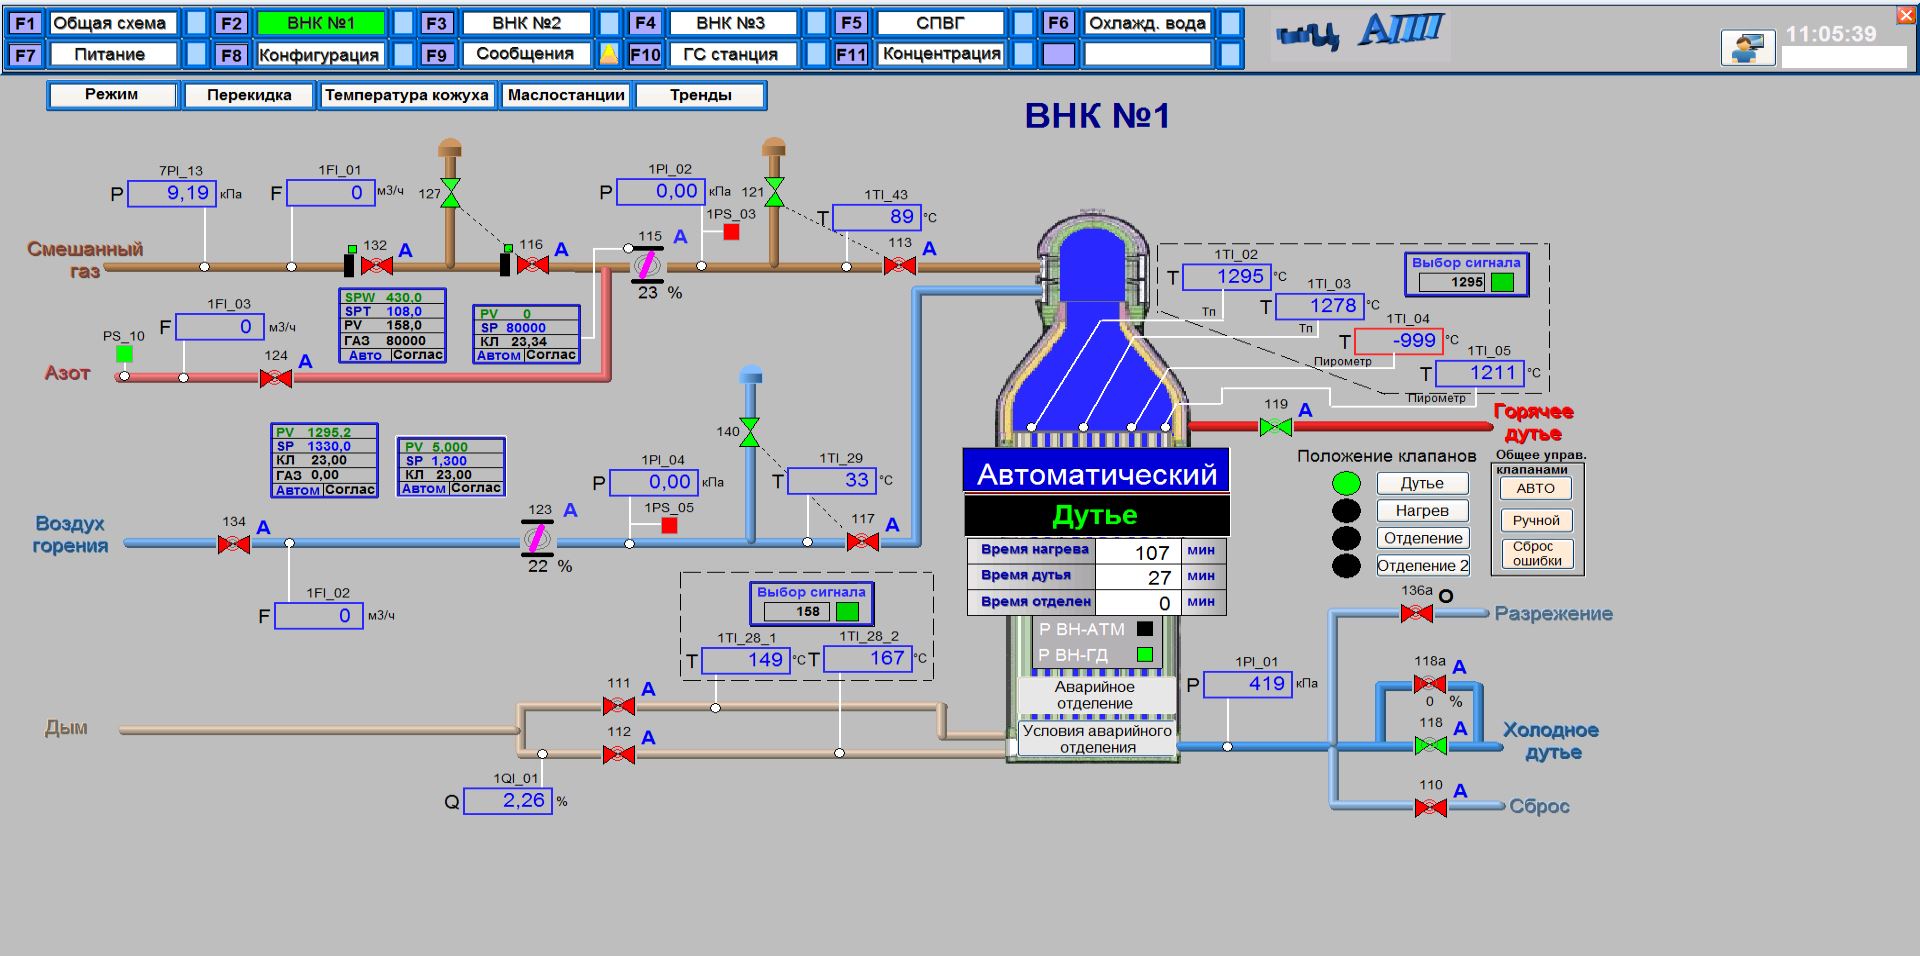 F1 Общая схема F2 ВНК №1 F3 ВНК №2 F4 ВНК №3 F5 СПВГ F6 Охлажд. вода
F7 Питание F8 Конфигурация F9 Сообщения F10 ГС станция F11 Концентрация
АПП
11:05:39
Режим Перекидка Температура кожуха Маслостанции Тренды
ВНК №1
7PI_13
P 9,19 кПа
1FI_01
F 0 м3/ч
127
1PI_02
P 0,00 кПа
1PS_03
121
1TI_43
T 89 °C
Смешанный
газ
132 A
116 A
115 A
23 %
113 A
1FI_03
F 0 м3/ч
PS_10
124 A
Азот
SPW 430,0
SPT 108,0
PV 158,0
ГАЗ 80000
Авто Соглас
PV 0
SP 80000
КЛ 23,34
Автом Соглас
1TI_02
T 1295 °C
Тп
1TI_03
T 1278 °C
Тп
1TI_04
T -999 °C
Пирометр
1TI_05
T 1211 °C
Пирометр
Выбор сигнала
1295
119 A
Горячее
дутье
PV 1295,2
SP 1330,0
КЛ 23,00
ГАЗ 0,00
Автом Соглас
PV 5,000
SP 1,300
КЛ 23,00
Автом Соглас
140
1PI_04
P 0,00 кПа
1PS_05
1TI_29
T 33 °C
Воздух
горения
134 A
123 A
22 %
117 A
1FI_02
F 0 м3/ч
Автоматический
Дутье
Время нагрева 107 мин
Время дутья 27 мин
Время отделен 0 мин
P ВН-АТМ
P ВН-ГД
Аварийное
отделение
Условия аварийного
отделения
Положение клапанов
Дутье
Нагрев
Отделение
Отделение 2
Общее управ.
клапанами
АВТО
Ручной
Сброс
ошибки
Выбор сигнала
158
1TI_28_1
T 149 °C
1TI_28_2
T 167 °C
111 A
112 A
Дым
1QI_01
Q 2,26 %
1PI_01
P 419 кПа
136а O
Разрежение
118а A
0 %
118 A
Холодное
дутье
110 A
Сброс